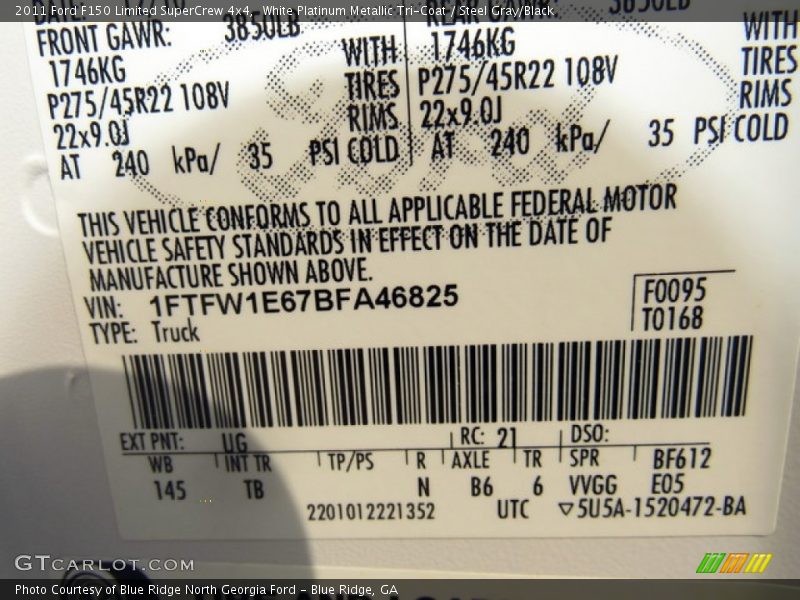 2011 Ford F150 Limited SuperCrew 4x4, White Platinum Metallic Tri-Coat / Steel Gray/Black
FRONT GAWR: 3850LB
1746KG WITH
P275/45R22 108V TIRES
22x9.0J RIMS
AT 240 kPa/ 35 PSI COLD
REAR GAWR: 3850LB
1746KG WITH
P275/45R22 108V TIRES
22x9.0J RIMS
AT 240 kPa/ 35 PSI COLD
THIS VEHICLE CONFORMS TO ALL APPLICABLE FEDERAL MOTOR
VEHICLE SAFETY STANDARDS IN EFFECT ON THE DATE OF
MANUFACTURE SHOWN ABOVE.
VIN: 1FTFW1E67BFA46825
TYPE: Truck
F0095
T0168
EXT PNT: UG RC: 21 DSO:
WB INT TR TP/PS R AXLE TR SPR BF612
145 TB N B6 6 VVGG E05
2201012221352 UTC ▽5U5A-1520472-BA
GTCARLOT.COM
Photo Courtesy of Blue Ridge North Georgia Ford - Blue Ridge, GA